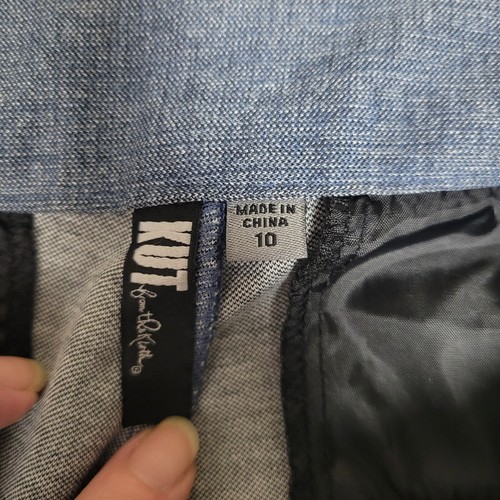 KUT
from the Kloth
MADE IN
CHINA
10